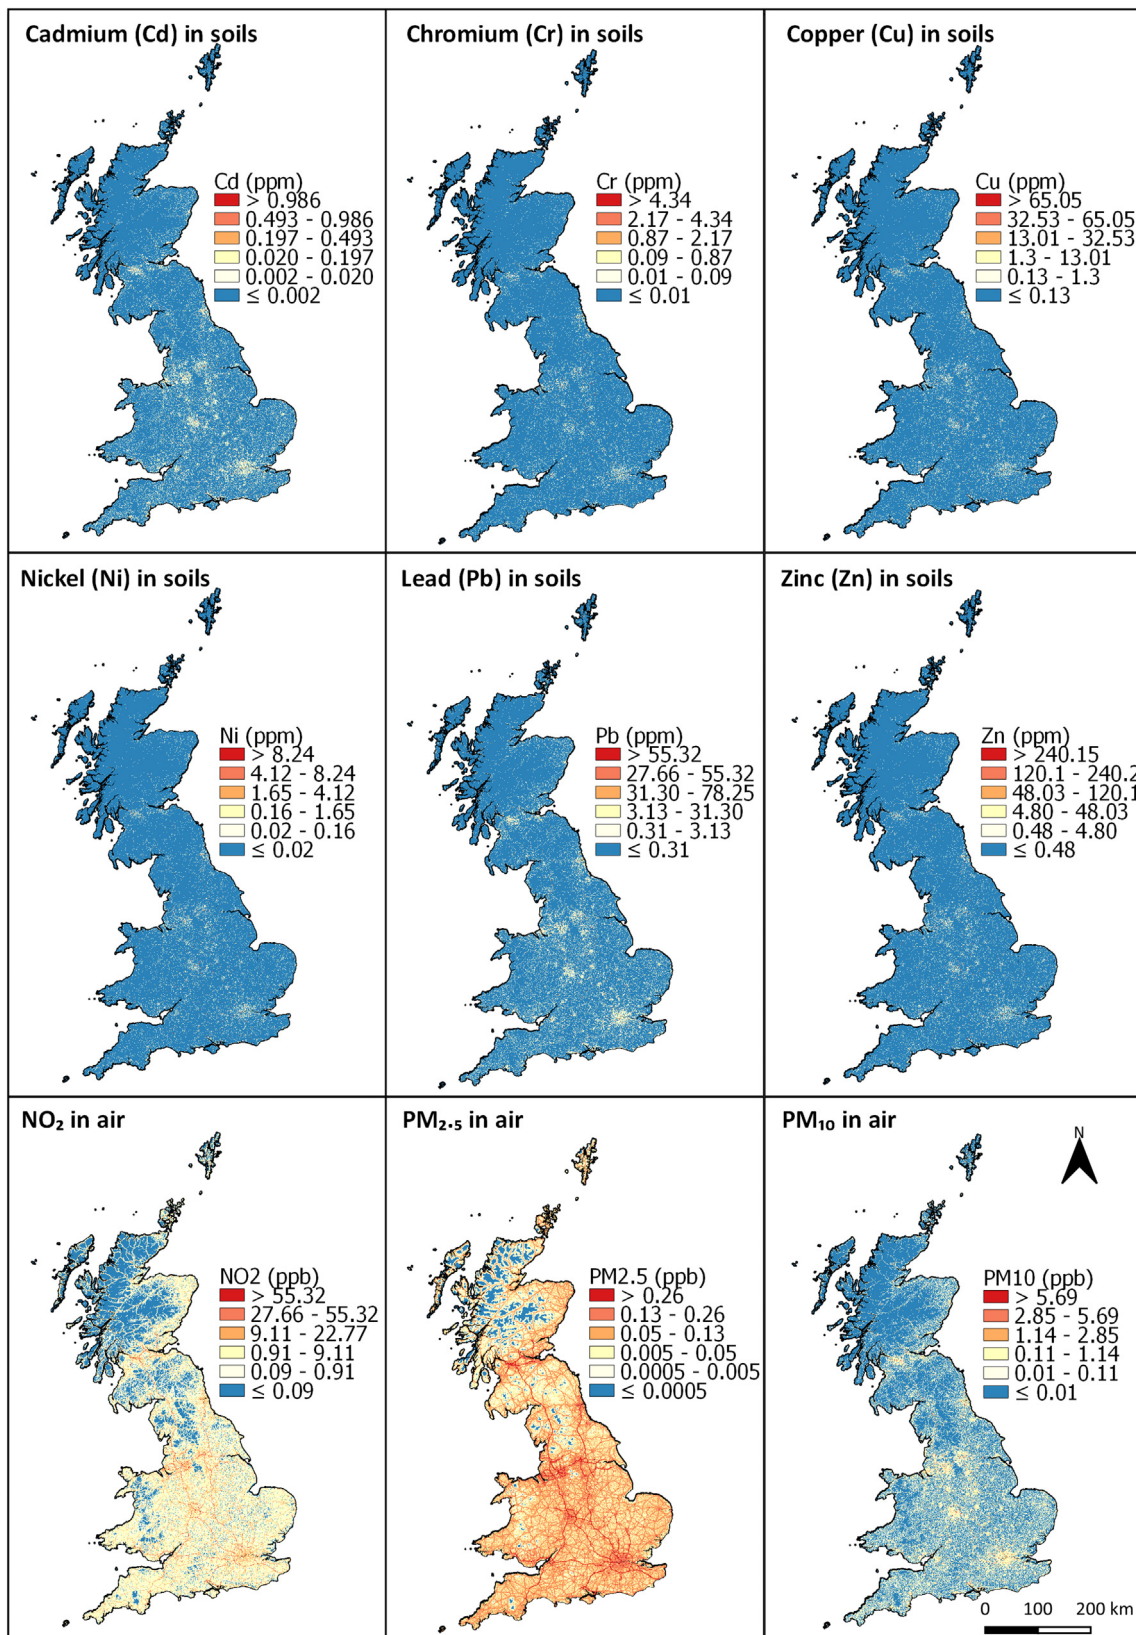 Cadmium (Cd) in soils
Cd (ppm)
> 0.986
0.493 - 0.986
0.197 - 0.493
0.020 - 0.197
0.002 - 0.020
≤ 0.002
Chromium (Cr) in soils
Cr (ppm)
> 4.34
2.17 - 4.34
0.87 - 2.17
0.09 - 0.87
0.01 - 0.09
≤ 0.01
Copper (Cu) in soils
Cu (ppm)
> 65.05
32.53 - 65.05
13.01 - 32.53
1.3 - 13.01
0.13 - 1.3
≤ 0.13
Nickel (Ni) in soils
Ni (ppm)
> 8.24
4.12 - 8.24
1.65 - 4.12
0.16 - 1.65
0.02 - 0.16
≤ 0.02
Lead (Pb) in soils
Pb (ppm)
> 55.32
27.66 - 55.32
31.30 - 78.25
3.13 - 31.30
0.31 - 3.13
≤ 0.31
Zinc (Zn) in soils
Zn (ppm)
> 240.15
120.1 - 240.2
48.03 - 120.1
4.80 - 48.03
0.48 - 4.80
≤ 0.48
NO₂ in air
NO2 (ppb)
> 55.32
27.66 - 55.32
9.11 - 22.77
0.91 - 9.11
0.09 - 0.91
≤ 0.09
PM₂.₅ in air
PM2.5 (ppb)
> 0.26
0.13 - 0.26
0.05 - 0.13
0.005 - 0.05
0.0005 - 0.005
≤ 0.0005
PM₁₀ in air
N
PM10 (ppb)
> 5.69
2.85 - 5.69
1.14 - 2.85
0.11 - 1.14
0.01 - 0.11
≤ 0.01
0 100 200 km